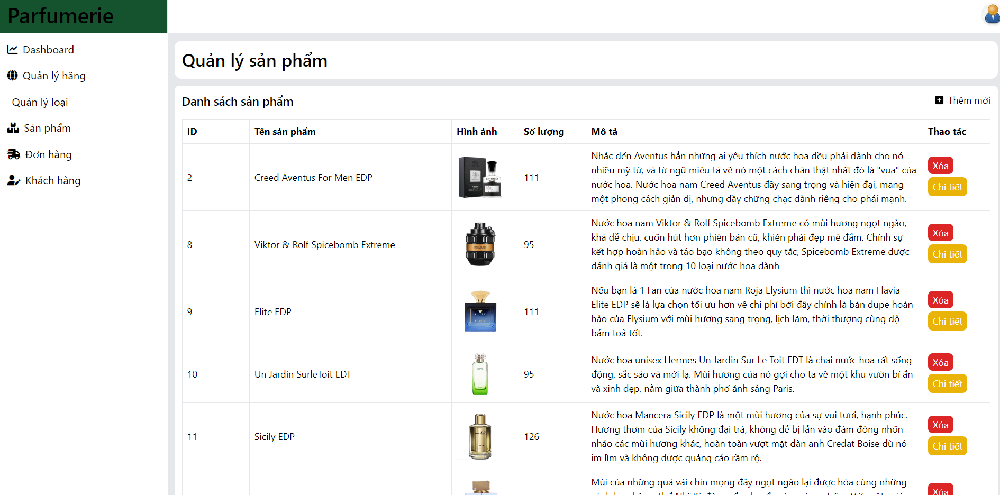 Parfumerie
Dashboard
Quản lý hãng
Quản lý loại
Sản phẩm
Đơn hàng
Khách hàng
Quản lý sản phẩm
Danh sách sản phẩm
Thêm mới
ID Tên sản phẩm Hình ảnh Số lượng Mô tả Thao tác
2 Creed Aventus For Men EDP 111
Nhắc đến Aventus hẳn những ai yêu thích nước hoa đều phải dành cho nó
nhiều mỹ từ, và từ ngữ miêu tả về nó một cách chân thật nhất đó là "vua" của
nước hoa. Nước hoa nam Creed Aventus đầy sang trọng và hiện đại, mang
một phong cách giản dị, nhưng đầy chững chạc dành riêng cho phái mạnh.
Xóa
Chi tiết
8 Viktor & Rolf Spicebomb Extreme 95
Nước hoa nam Viktor & Rolf Spicebomb Extreme có mùi hương ngọt ngào,
khá dễ chịu, cuốn hút hơn phiên bản cũ, khiến phái đẹp mê đắm. Chính sự
kết hợp hoàn hảo và táo bạo không theo quy tắc, Spicebomb Extreme được
đánh giá là một trong 10 loại nước hoa dành
Xóa
Chi tiết
9 Elite EDP 111
Nếu bạn là 1 Fan của nước hoa nam Roja Elysium thì nước hoa nam Flavia
Elite EDP sẽ là lựa chọn tối ưu hơn về chi phí bởi đây chính là bản dupe hoàn
hảo của Elysium với mùi hương sang trọng, lịch lãm, thời thượng cùng độ
bám toả tốt.
Xóa
Chi tiết
10 Un Jardin SurleToit EDT 95
Nước hoa unisex Hermes Un Jardin Sur Le Toit EDT là chai nước hoa rất sống
động, sắc sảo và mới lạ. Mùi hương của nó gợi cho ta về một khu vườn bí ẩn
và xinh đẹp, nằm giữa thành phố ánh sáng Paris.
Xóa
Chi tiết
11 Sicily EDP 126
Nước hoa Mancera Sicily EDP là một mùi hương của sự vui tươi, hạnh phúc.
Hương thơm của Sicily không đại trà, không dễ bị lẫn vào đám đông nhốn
nháo các mùi hương khác, hoàn toàn vượt mặt đàn anh Credat Boise dù nó
im lìm và không được quảng cáo rầm rộ.
Xóa
Chi tiết
Mùi của những quả vải chín mọng đầy ngọt ngào lại được hòa cùng những
Xóa